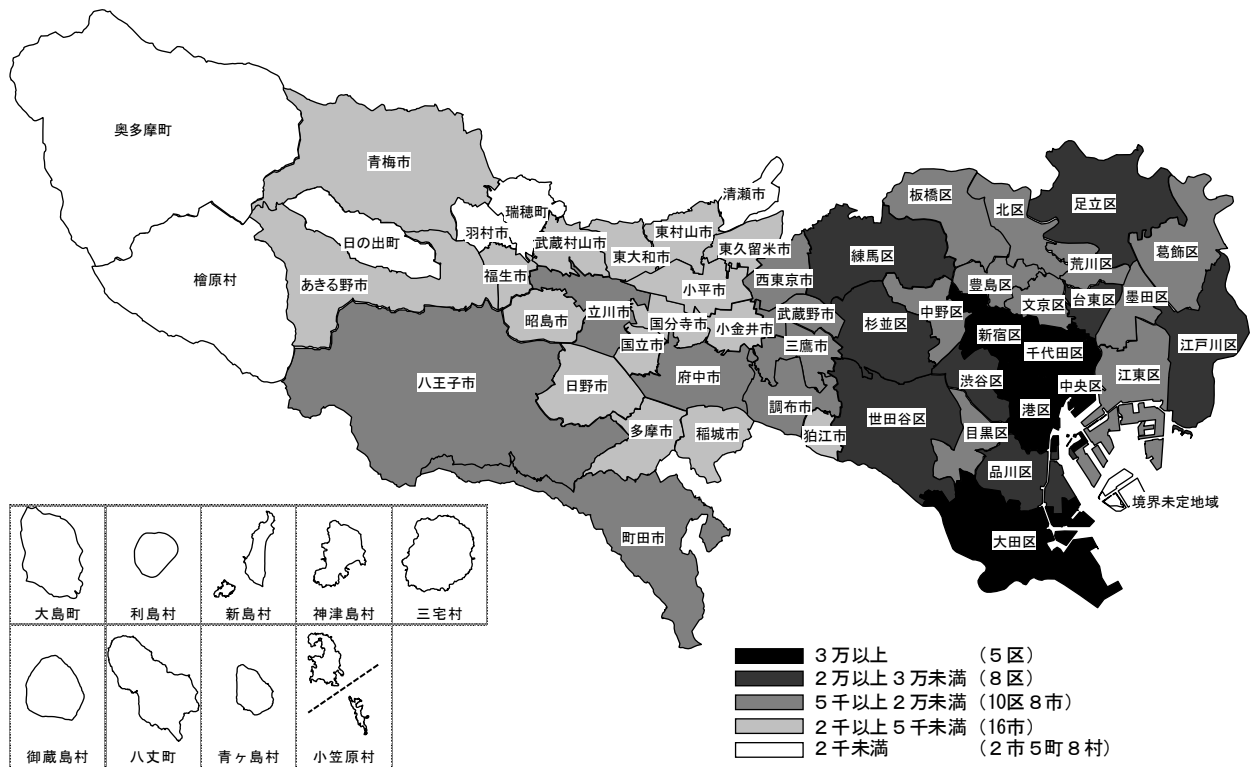 奥多摩町
青梅市
瑞穂町
羽村市
日の出町
檜原村
あきる野市
福生市
武蔵村山市
東大和市
東村山市
清瀬市
東久留米市
西東京市
小平市
昭島市
立川市
国分寺市
小金井市
武蔵野市
国立市
三鷹市
八王子市
日野市
府中市
調布市
多摩市
稲城市
狛江市
町田市
板橋区
北区
足立区
練馬区
荒川区
葛飾区
豊島区
文京区
台東区
墨田区
中野区
杉並区
新宿区
千代田区
江戸川区
渋谷区
中央区
江東区
港区
世田谷区
目黒区
品川区
大田区
境界未定地域
大島町
利島村
新島村
神津島村
三宅村
御蔵島村
八丈町
青ヶ島村
小笠原村
3万以上 (5区)
2万以上3万未満 (8区)
5千以上2万未満 (10区8市)
2千以上5千未満 (16市)
2千未満 (2市5町8村)